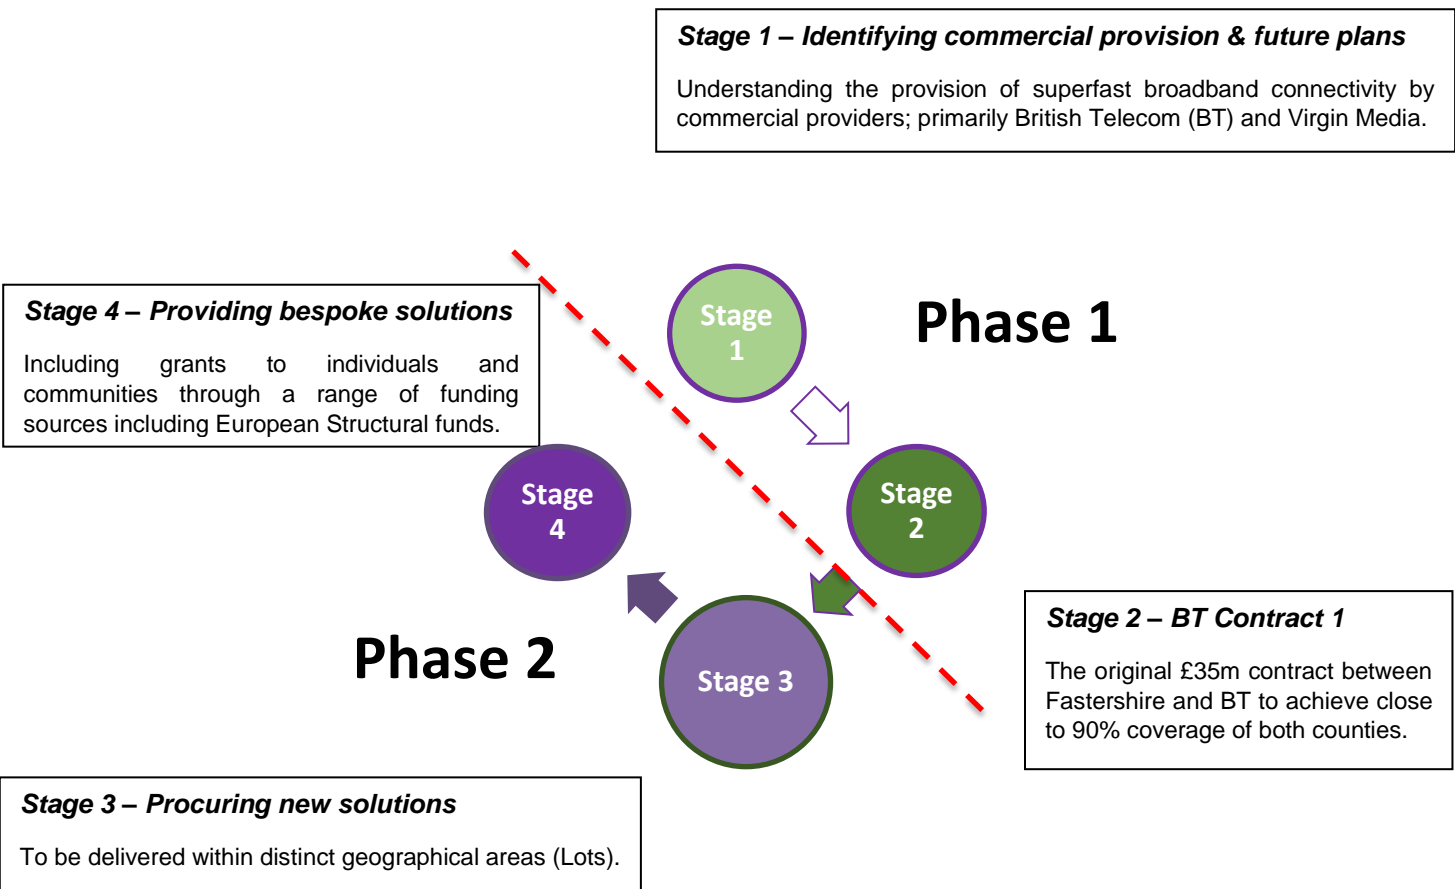 Stage 1 – Identifying commercial provision & future plans
Understanding the provision of superfast broadband connectivity by
commercial providers; primarily British Telecom (BT) and Virgin Media.
Stage
1
Phase 1
Stage 4 – Providing bespoke solutions
Including grants to individuals and
communities through a range of funding
sources including European Structural funds.
Stage
4
Stage
2
Phase 2
Stage 3
Stage 2 – BT Contract 1
The original £35m contract between
Fastershire and BT to achieve close
to 90% coverage of both counties.
Stage 3 – Procuring new solutions
To be delivered within distinct geographical areas (Lots).